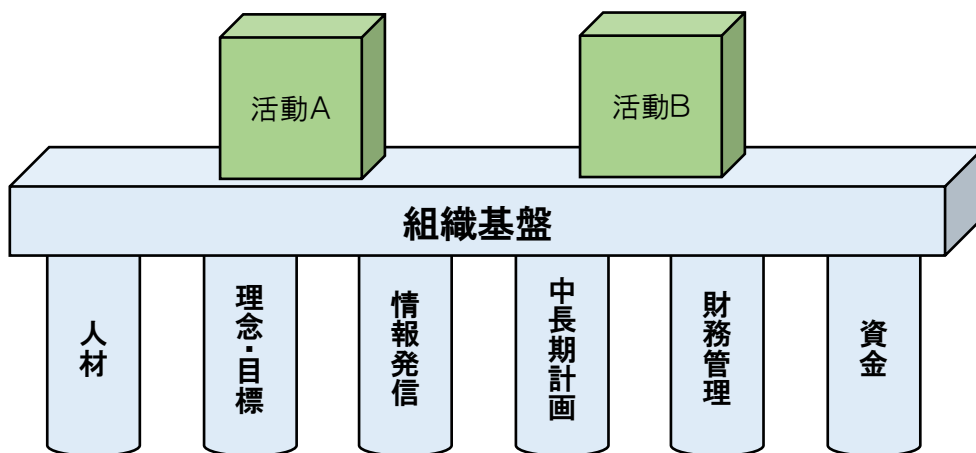 活動A
活動B
組織基盤
人材
理念・目標
情報発信
中長期計画
財務管理
資金